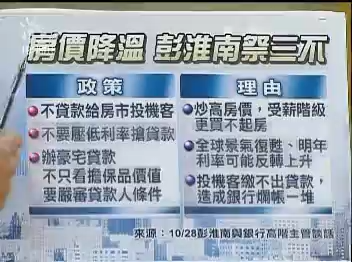 房價降溫 彭淮南祭三不
政策
不貸款給房市投機客
不要壓低利率搶貸款
辦豪宅貸款
不只看擔保品價值
要嚴審貸款人條件
理由
炒高房價，受薪階級
更買不起房
全球景氣復甦、明年
利率可能反轉上升
投機客繳不出貸款，
造成銀行爛帳一堆
來源：10/28彭淮南與銀行高階主管談話